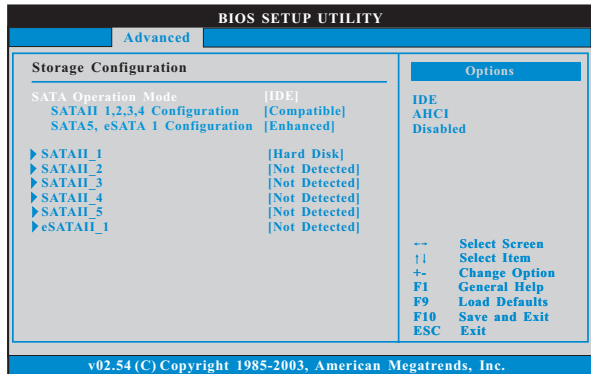 BIOS SETUP UTILITY
Advanced
Storage Configuration
SATA Operation Mode [IDE]
SATAII 1,2,3,4 Configuration [Compatible]
SATA5, eSATA 1 Configuration [Enhanced]
SATAII_1 [Hard Disk]
SATAII_2 [Not Detected]
SATAII_3 [Not Detected]
SATAII_4 [Not Detected]
SATAII_5 [Not Detected]
eSATAII_1 [Not Detected]
Options
IDE
AHCI
Disabled
←→ Select Screen
↑↓ Select Item
+- Change Option
F1 General Help
F9 Load Defaults
F10 Save and Exit
ESC Exit
v02.54 (C) Copyright 1985-2003, American Megatrends, Inc.